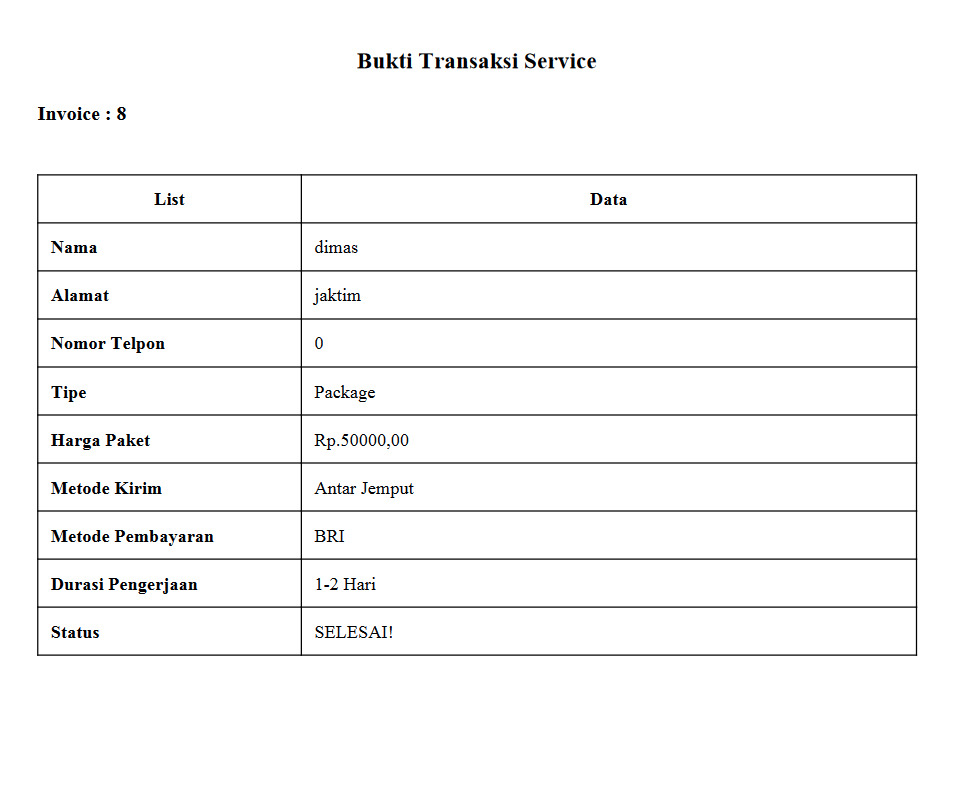 Bukti Transaksi Service
Invoice : 8
List Data
Nama dimas
Alamat jaktim
Nomor Telpon 0
Tipe Package
Harga Paket Rp.50000,00
Metode Kirim Antar Jemput
Metode Pembayaran BRI
Durasi Pengerjaan 1-2 Hari
Status SELESAI!